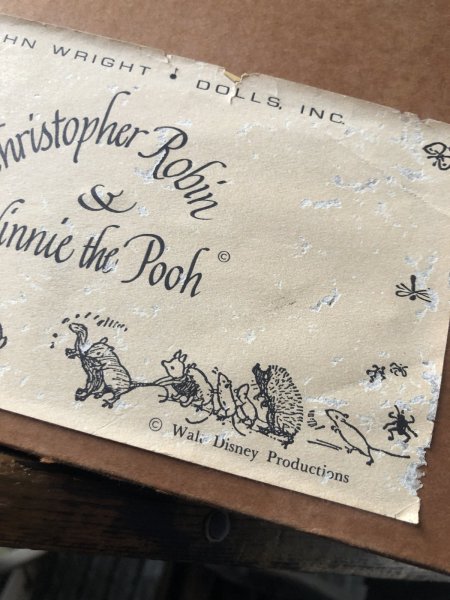 HN WRIGHT • DOLLS, INC.
hristopher Robin
&
innie the Pooh ©
© Walt Disney Productions